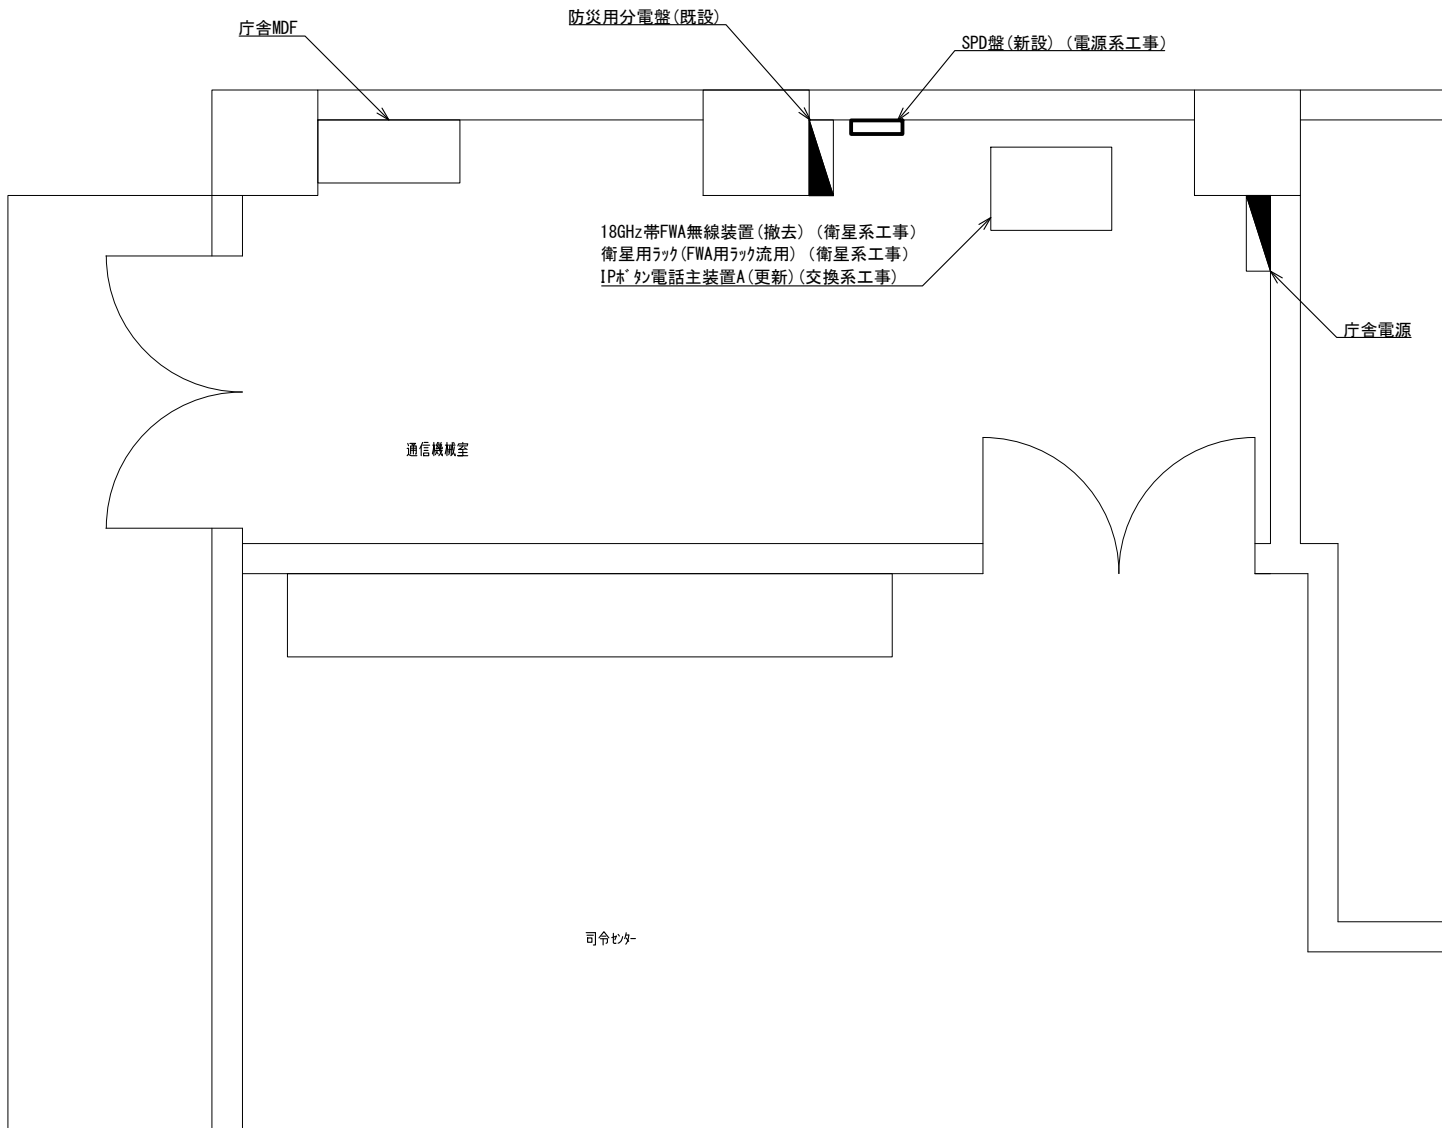 防災用分電盤(既設)
庁舎MDF
SPD盤(新設) (電源系工事)
18GHz帯FWA無線装置(撤去) (衛星系工事)
衛星用ﾗｯｸ(FWA用ﾗｯｸ流用) (衛星系工事)
IPﾎﾞﾀﾝ電話主装置A(更新)(交換系工事)
庁舎電源
通信機械室
司令ｾﾝﾀｰ